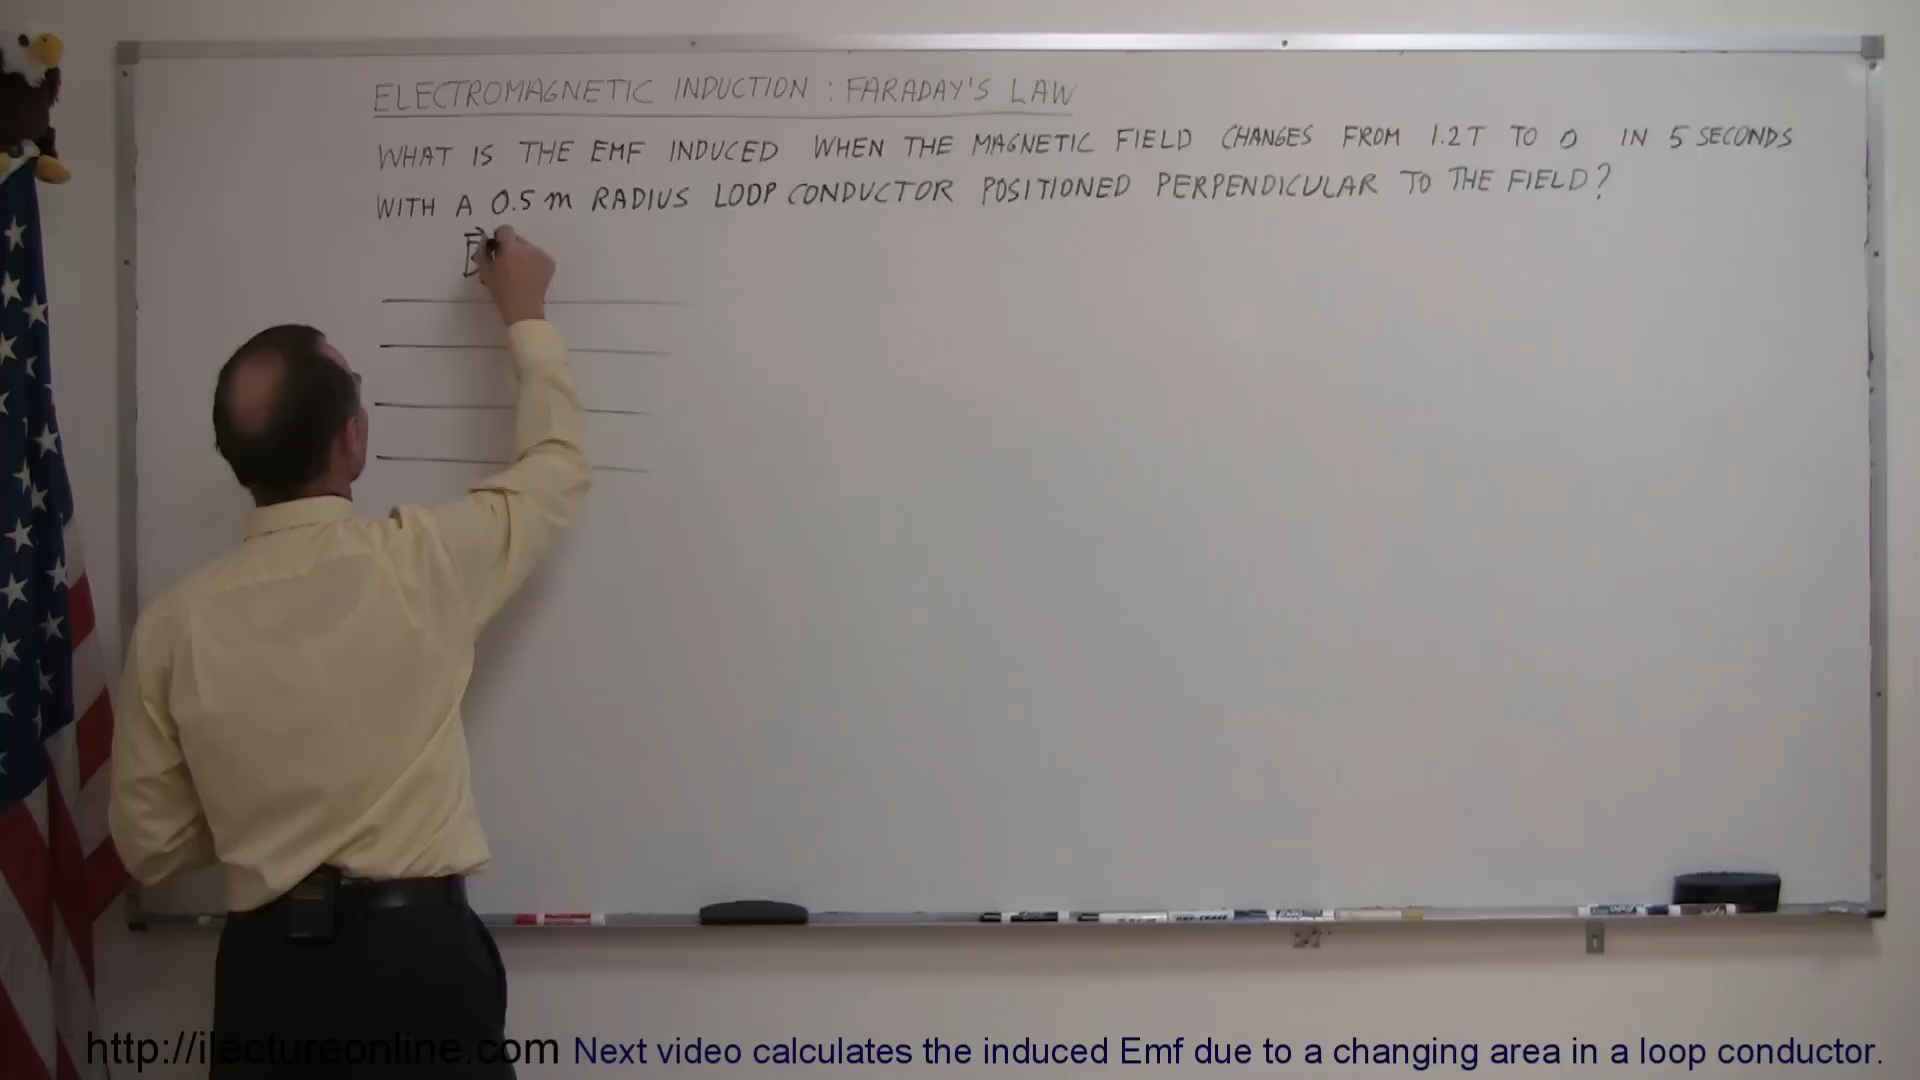 ELECTROMAGNETIC INDUCTION : FARADAY'S LAW
WHAT IS THE EMF INDUCED WHEN THE MAGNETIC FIELD CHANGES FROM 1.2T TO 0 IN 5 SECONDS
WITH A 0.5 m RADIUS LOOP CONDUCTOR POSITIONED PERPENDICULAR TO THE FIELD?
B
http://ilectureonline.com Next video calculates the induced Emf due to a changing area in a loop conductor.